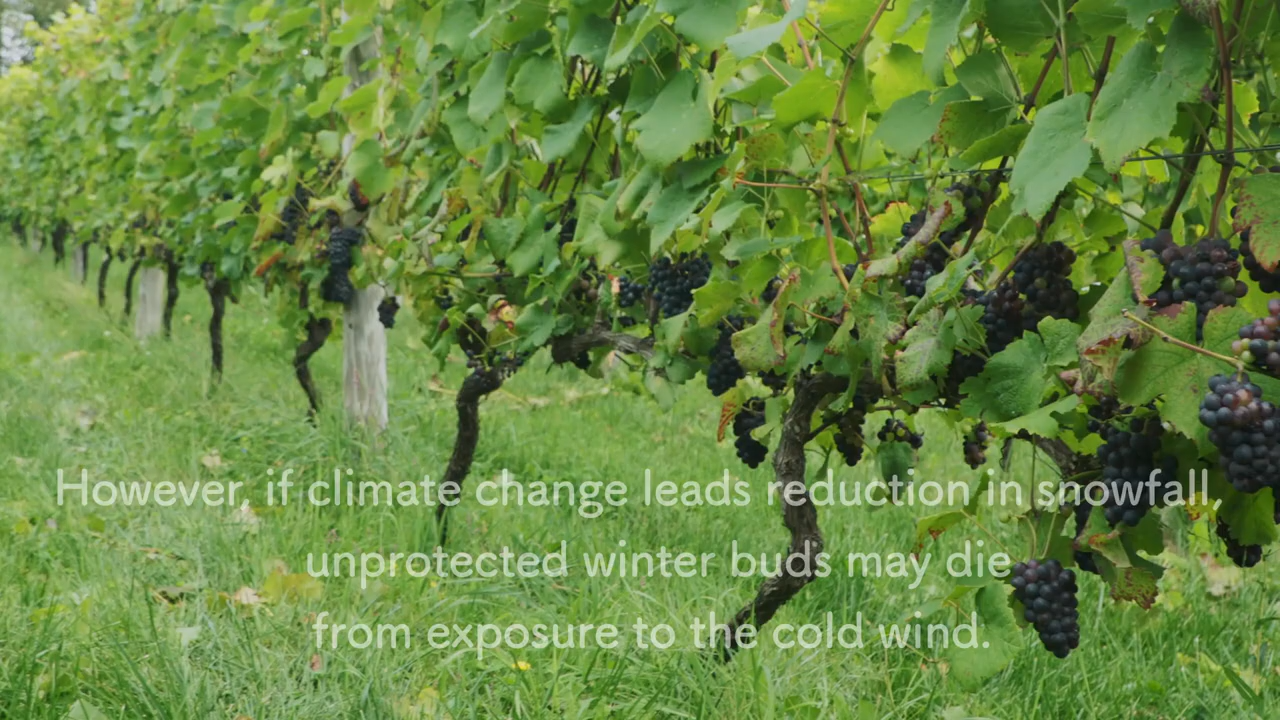 However, if climate change leads reduction in snowfall,
unprotected winter buds may die
from exposure to the cold wind.